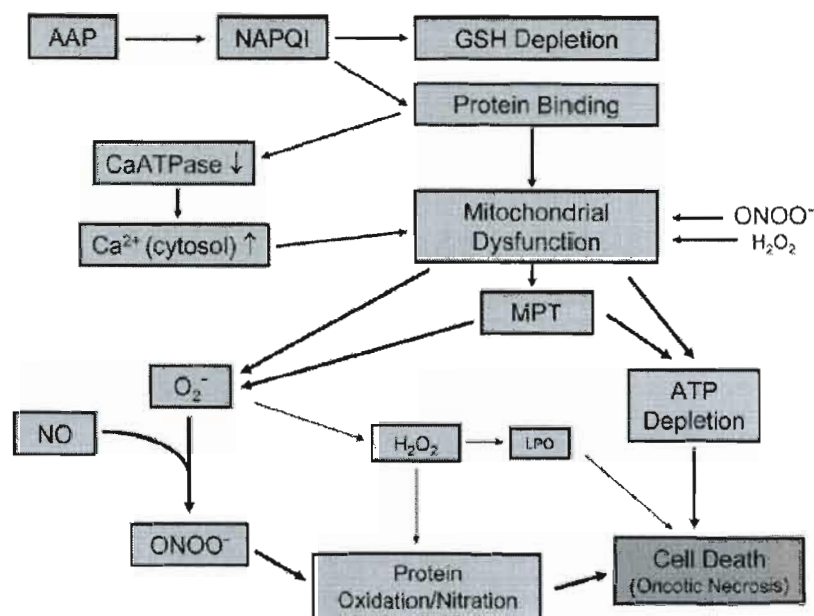 AAP
NAPQI
GSH Depletion
Protein Binding
CaATPase ↓
Mitochondrial
Dysfunction
ONOO⁻
H₂O₂
Ca²⁺ (cytosol) ↑
MPT
O₂⁻
ATP
Depletion
NO
H₂O₂
LPO
ONOO⁻
Protein
Oxidation/Nitration
Cell Death
(Oncotic Necrosis)